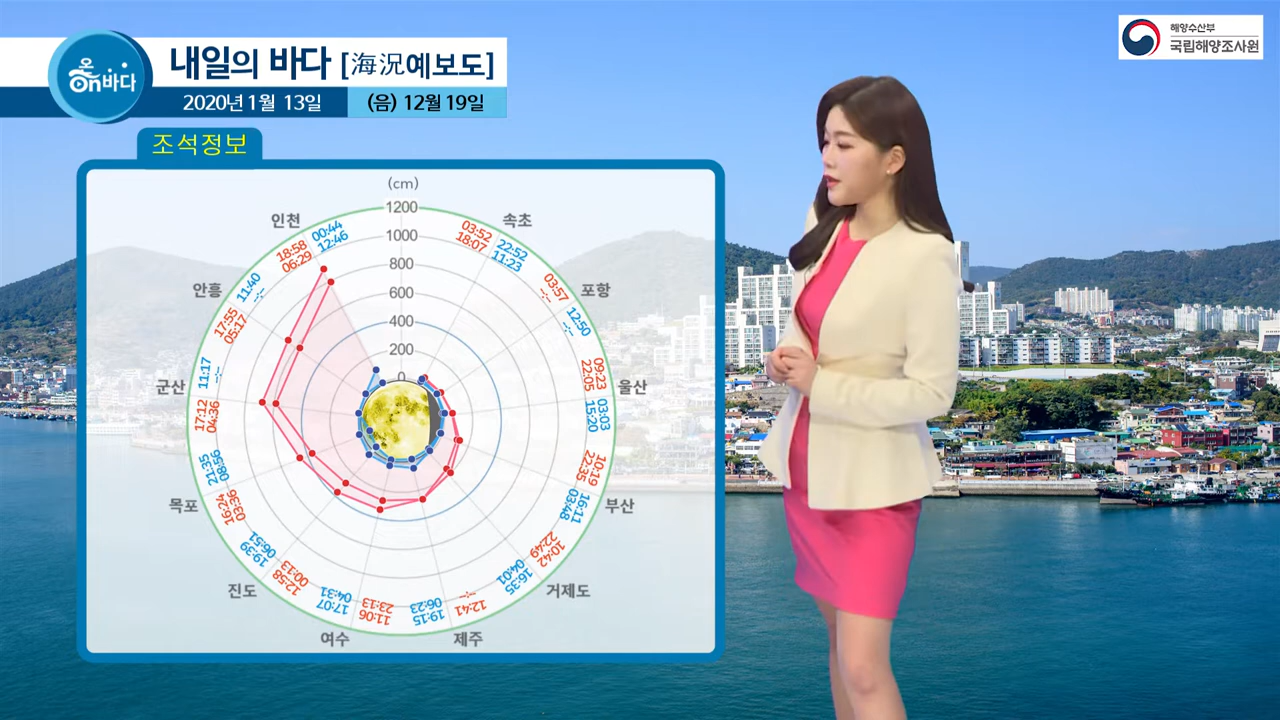 온
on바다
내일의 바다 [海況예보도]
2020년 1월 13일
(음) 12월 19일
해양수산부
국립해양조사원
조석정보
(cm)
1200
1000
800
600
400
200
0
인천
18:58
06:29
00:44
12:46
속초
03:52
18:07
22:52
11:23
포항
03:57
--:--
12:50
--:--
울산
09:23
22:05
03:03
15:20
부산
10:19
22:35
16:11
03:48
거제도
10:42
22:49
04:01
16:35
제주
--:--
12:41
06:23
19:15
여수
23:13
11:06
04:31
17:07
진도
00:13
12:58
06:51
19:39
목포
03:36
16:24
08:56
21:35
군산
17:12
04:36
11:17
--:--
안흥
17:55
05:17
11:40
--:--